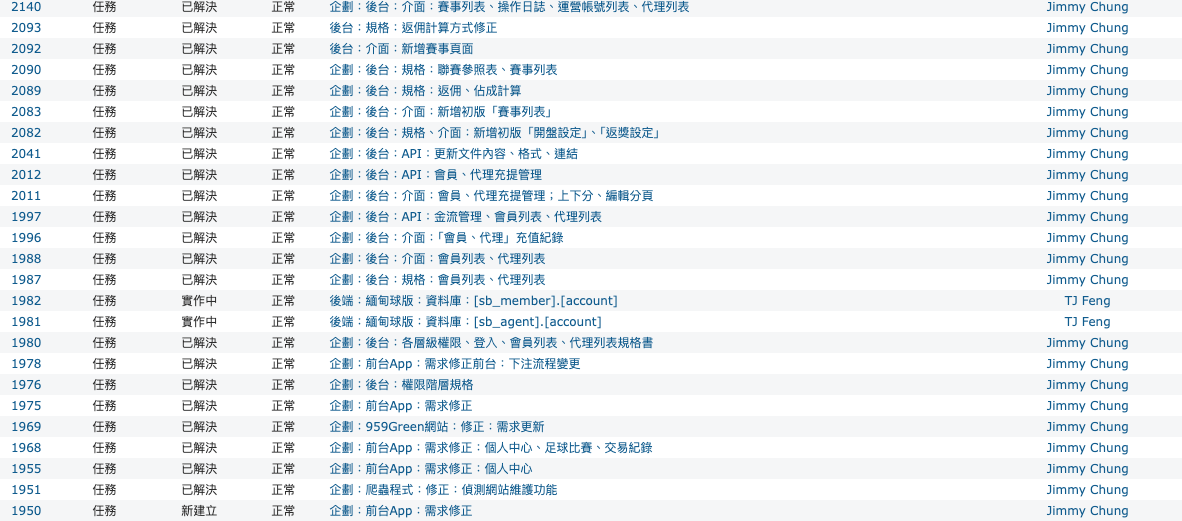 2140 任務 已解決 正常 企劃：後台：介面：賽事列表、操作日誌、運營帳號列表、代理列表 Jimmy Chung
2093 任務 已解決 正常 後台：規格：返佣計算方式修正 Jimmy Chung
2092 任務 已解決 正常 後台：介面：新增賽事頁面 Jimmy Chung
2090 任務 已解決 正常 企劃：後台：規格：聯賽參照表、賽事列表 Jimmy Chung
2089 任務 已解決 正常 企劃：後台：規格：返佣、佔成計算 Jimmy Chung
2083 任務 已解決 正常 企劃：後台：介面：新增初版「賽事列表」 Jimmy Chung
2082 任務 已解決 正常 企劃：後台：規格、介面：新增初版「開盤設定」、「返獎設定」 Jimmy Chung
2041 任務 已解決 正常 企劃：後台：API：更新文件內容、格式、連結 Jimmy Chung
2012 任務 已解決 正常 企劃：後台：API：會員、代理充提管理 Jimmy Chung
2011 任務 已解決 正常 企劃：後台：介面：會員、代理充提管理；上下分、編輯分頁 Jimmy Chung
1997 任務 已解決 正常 企劃：後台：API：金流管理、會員列表、代理列表 Jimmy Chung
1996 任務 已解決 正常 企劃：後台：介面：「會員、代理」充值紀錄 Jimmy Chung
1988 任務 已解決 正常 企劃：後台：介面：會員列表、代理列表 Jimmy Chung
1987 任務 已解決 正常 企劃：後台：規格：會員列表、代理列表 Jimmy Chung
1982 任務 實作中 正常 後端：緬甸球版：資料庫：[sb_member].[account] TJ Feng
1981 任務 實作中 正常 後端：緬甸球版：資料庫：[sb_agent].[account] TJ Feng
1980 任務 已解決 正常 企劃：後台：各層級權限、登入、會員列表、代理列表規格書 Jimmy Chung
1978 任務 已解決 正常 企劃：前台App：需求修正前台：下注流程變更 Jimmy Chung
1976 任務 已解決 正常 企劃：後台：權限階層規格 Jimmy Chung
1975 任務 已解決 正常 企劃：前台App：需求修正 Jimmy Chung
1969 任務 已解決 正常 企劃：959Green網站：修正：需求更新 Jimmy Chung
1968 任務 已解決 正常 企劃：前台App：需求修正：個人中心、足球比賽、交易紀錄 Jimmy Chung
1955 任務 已解決 正常 企劃：前台App：需求修正：個人中心 Jimmy Chung
1951 任務 已解決 正常 企劃：爬蟲程式：修正：偵測網站維護功能 Jimmy Chung
1950 任務 新建立 正常 企劃：前台App：需求修正 Jimmy Chung